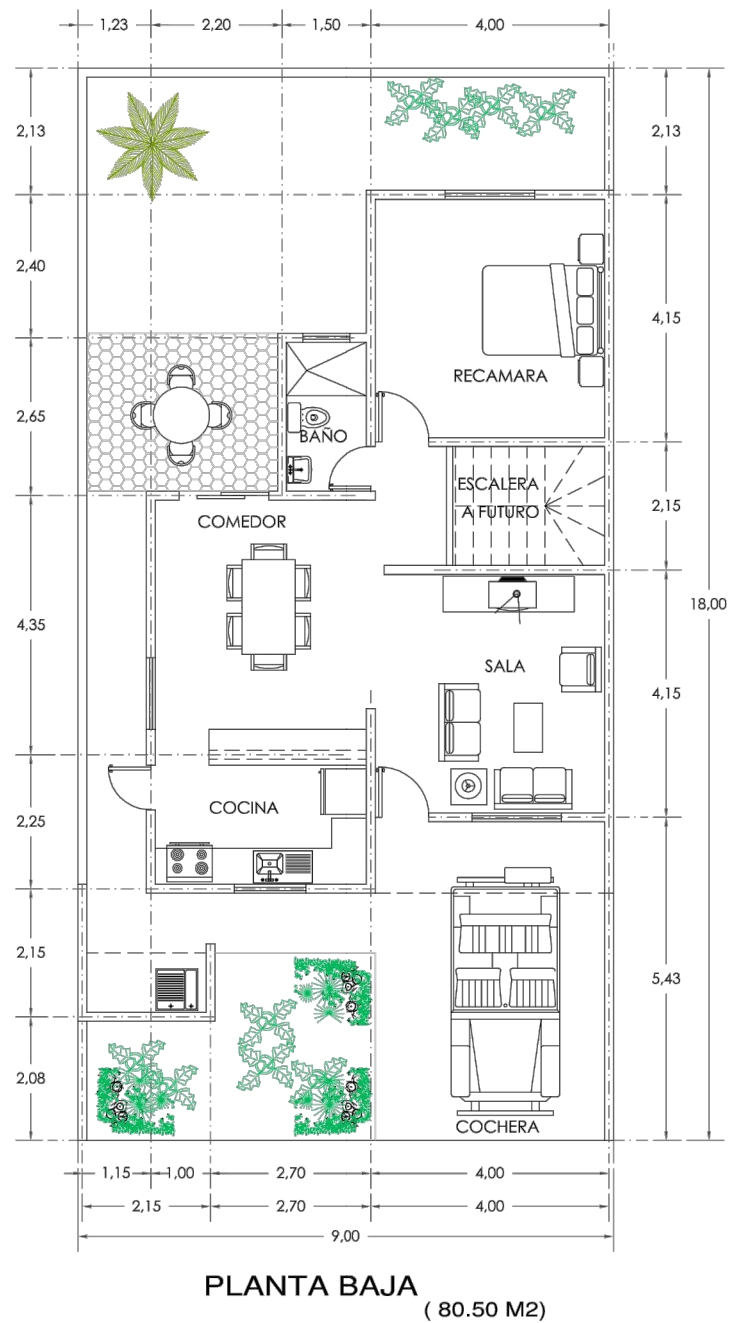 1,23 2,20 1,50 4,00
2,13 2,13
2,40
4,15
RECAMARA
2,65
BAÑO
ESCALERA
A FUTURO
2,15
COMEDOR
18,00
4,35
SALA
4,15
COCINA
2,25
2,15
5,43
2,08
COCHERA
1,15 1,00 2,70 4,00
2,15 2,70 4,00
9,00
PLANTA BAJA
( 80.50 M2)